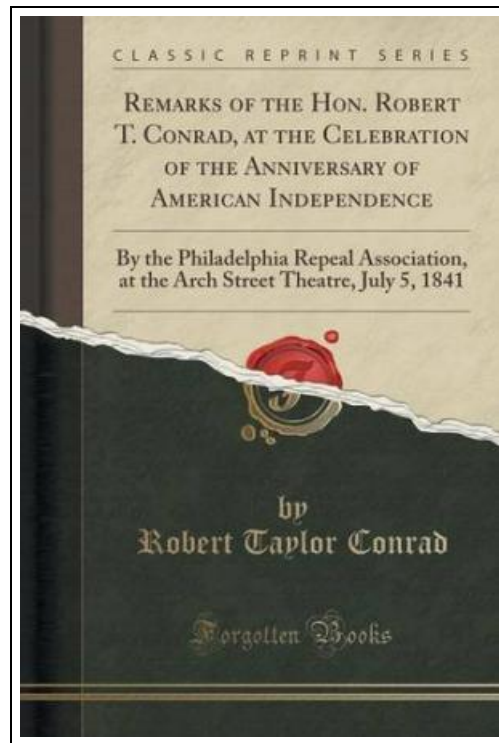 CLASSIC REPRINT SERIES
REMARKS OF THE HON. ROBERT
T. CONRAD, AT THE CELEBRATION
OF THE ANNIVERSARY OF
AMERICAN INDEPENDENCE
By the Philadelphia Repeal Association,
at the Arch Street Theatre, July 5, 1841
by
Robert Taylor Conrad
Forgotten Books